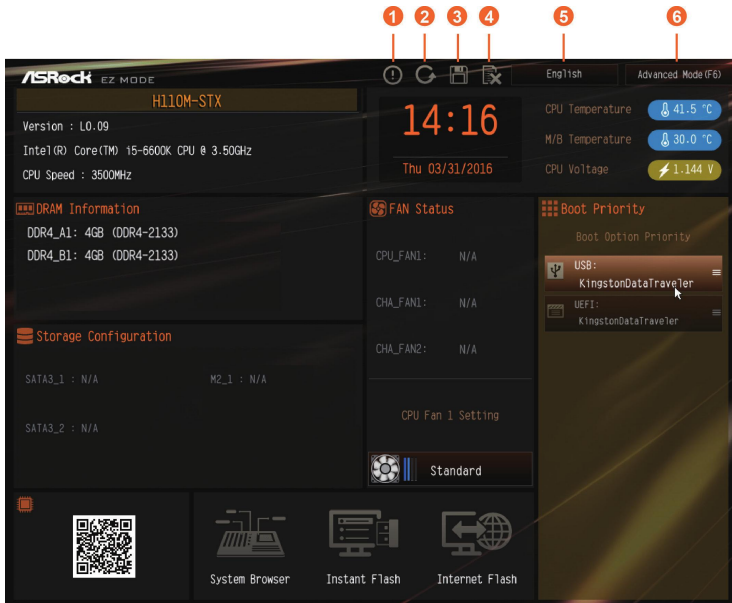 1 2 3 4 5 6
ASRock EZ MODE
English
Advanced Mode(F6)
H110M-STX
Version : L0.09
Intel(R) Core(TM) i5-6600K CPU @ 3.50GHz
CPU Speed : 3500MHz
14:16
Thu 03/31/2016
CPU Temperature 41.5 °C
M/B Temperature 30.0 °C
CPU Voltage 1.144 V
DRAM Information
DDR4_A1: 4GB (DDR4-2133)
DDR4_B1: 4GB (DDR4-2133)
Storage Configuration
SATA3_1 : N/A M2_1 : N/A
SATA3_2 : N/A
FAN Status
CPU_FAN1: N/A
CHA_FAN1: N/A
CHA_FAN2: N/A
CPU Fan 1 Setting
Standard
Boot Priority
Boot Option Priority
USB:
KingstonDataTraveler
UEFI:
KingstonDataTraveler
System Browser
Instant Flash
Internet Flash